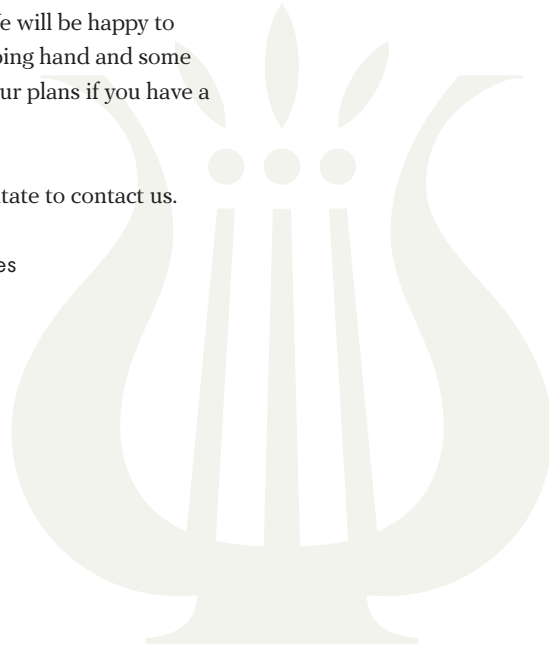 e will be happy to
ping hand and some
ur plans if you have a
tate to contact us.
es